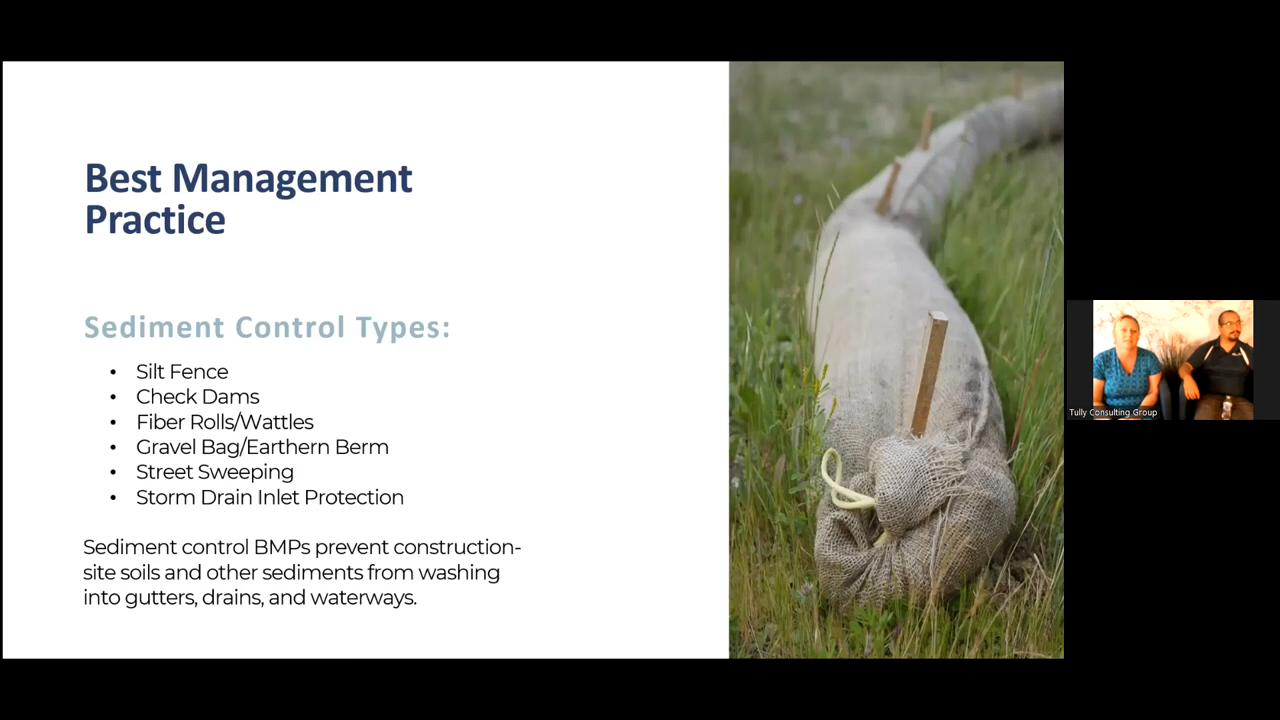 Best Management
Practice
Sediment Control Types:
• Silt Fence
• Check Dams
• Fiber Rolls/Wattles
• Gravel Bag/Earthern Berm
• Street Sweeping
• Storm Drain Inlet Protection
Sediment control BMPs prevent construction-
site soils and other sediments from washing
into gutters, drains, and waterways.
Tully Consulting Group